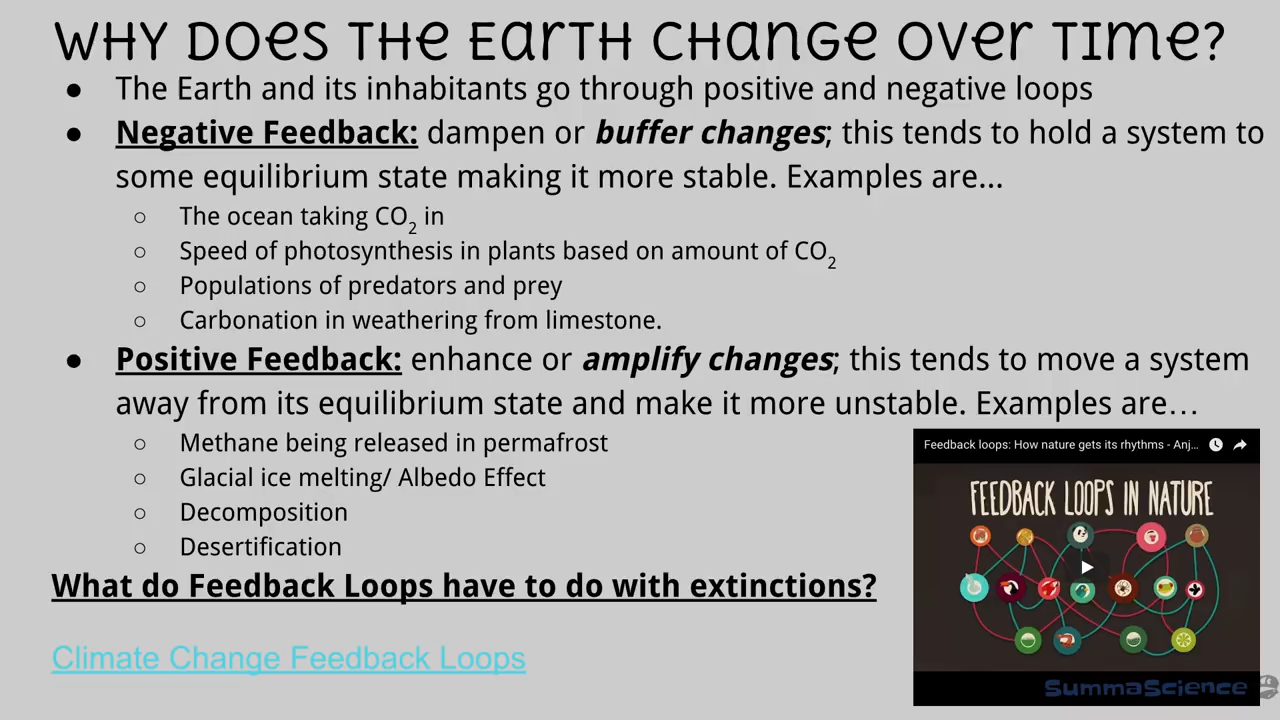 Why Does the Earth Change Over Time?
● The Earth and its inhabitants go through positive and negative loops
● Negative Feedback: dampen or buffer changes; this tends to hold a system to
some equilibrium state making it more stable. Examples are...
○ The ocean taking CO₂ in
○ Speed of photosynthesis in plants based on amount of CO₂
○ Populations of predators and prey
○ Carbonation in weathering from limestone.
● Positive Feedback: enhance or amplify changes; this tends to move a system
away from its equilibrium state and make it more unstable. Examples are…
○ Methane being released in permafrost
○ Glacial ice melting/ Albedo Effect
○ Decomposition
○ Desertification
What do Feedback Loops have to do with extinctions?
Climate Change Feedback Loops
Feedback loops: How nature gets its rhythms - Anj...
FEEDBACK LOOPS IN NATURE
SummaScience